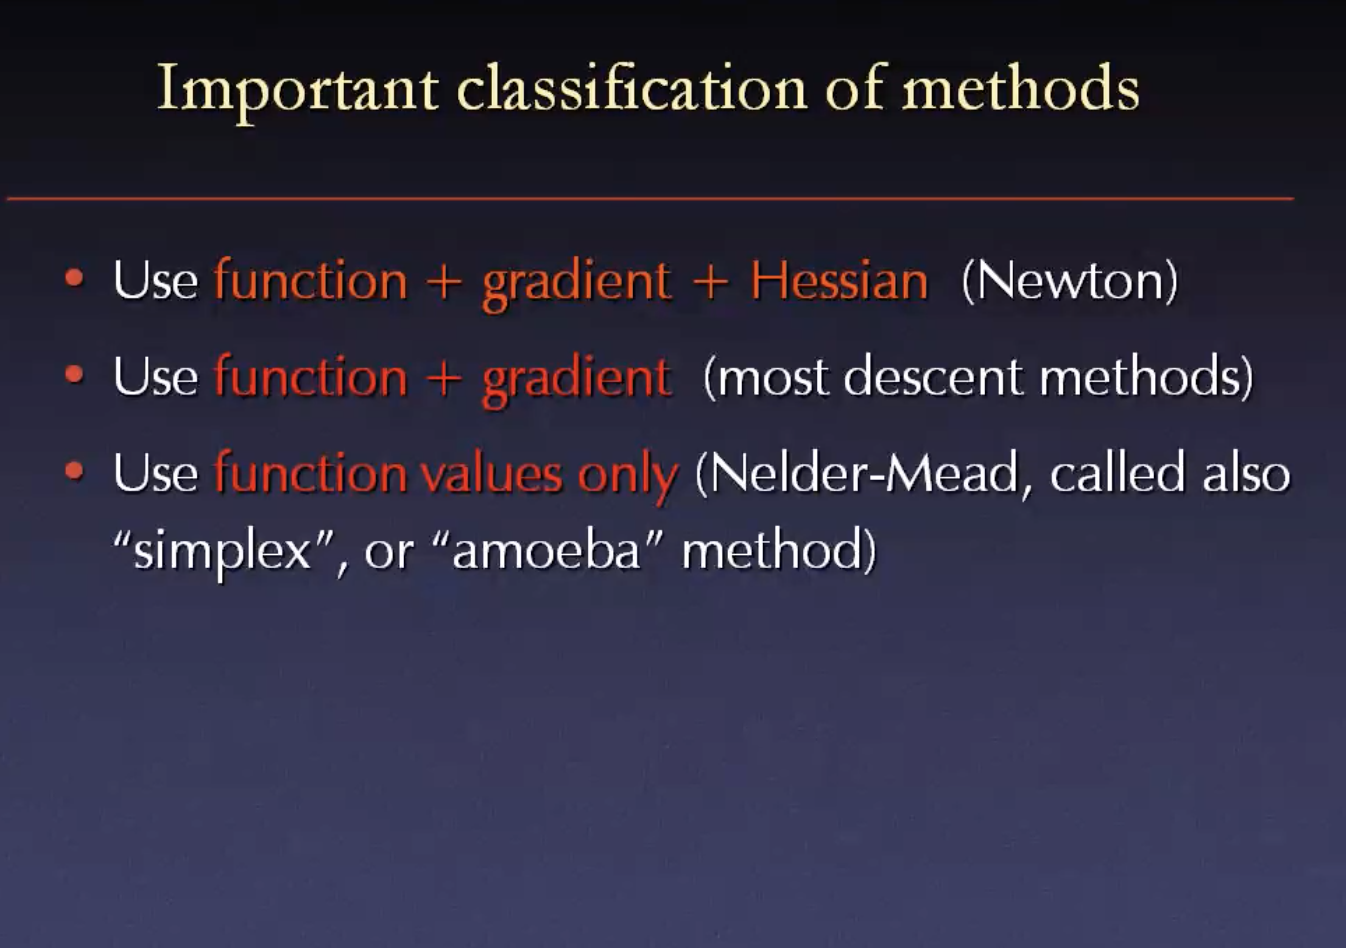 Important classification of methods
• Use function + gradient + Hessian (Newton)
• Use function + gradient (most descent methods)
• Use function values only (Nelder-Mead, called also
“simplex”, or “amoeba” method)